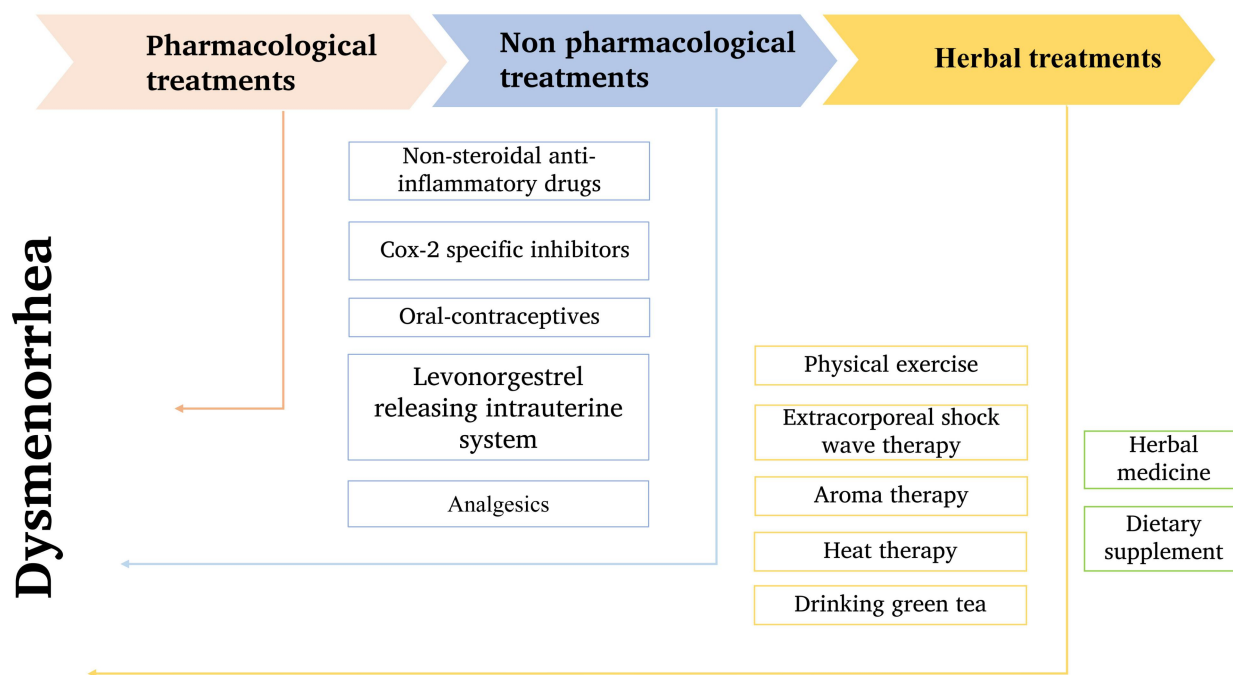 Pharmacological
treatments
Non pharmacological
treatments
Herbal treatments
Dysmenorrhea
Non-steroidal anti-
inflammatory drugs
Cox-2 specific inhibitors
Oral-contraceptives
Levonorgestrel
releasing intrauterine
system
Analgesics
Physical exercise
Extracorporeal shock
wave therapy
Aroma therapy
Heat therapy
Drinking green tea
Herbal
medicine
Dietary
supplement